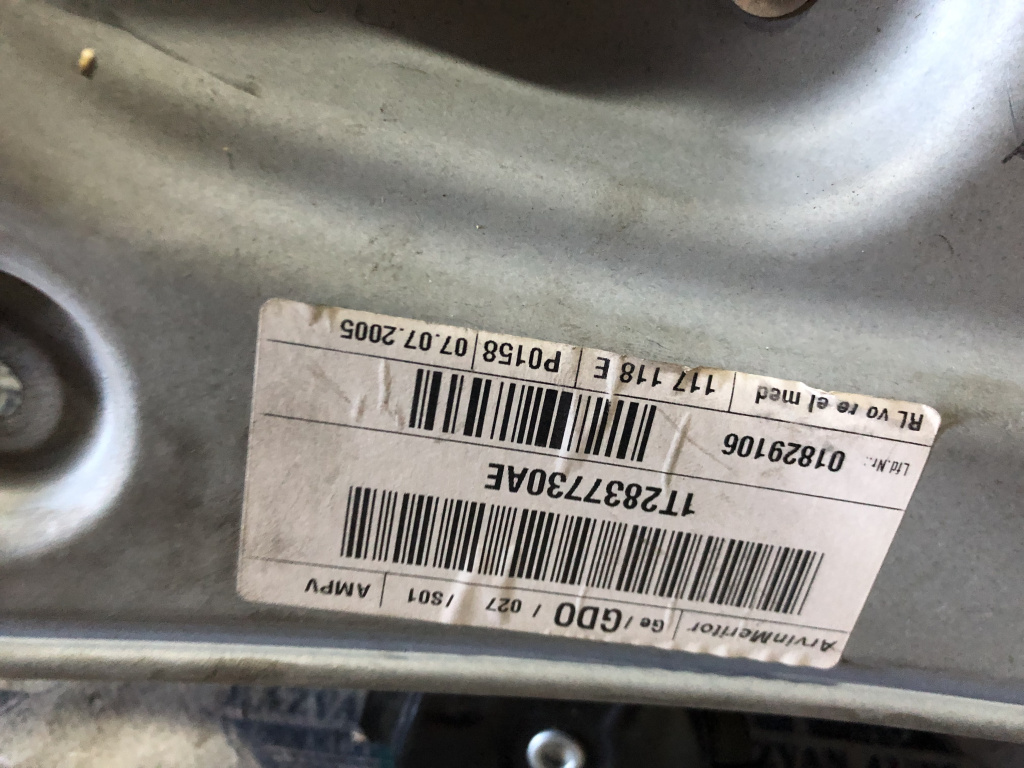 ArvinMeritor Ge / GD0 / 027 / S01 AMPV
1T2837730AE
Lfd.Nr.: 01829106
RL vo re el med 117 118 E P0158 07.07.2005